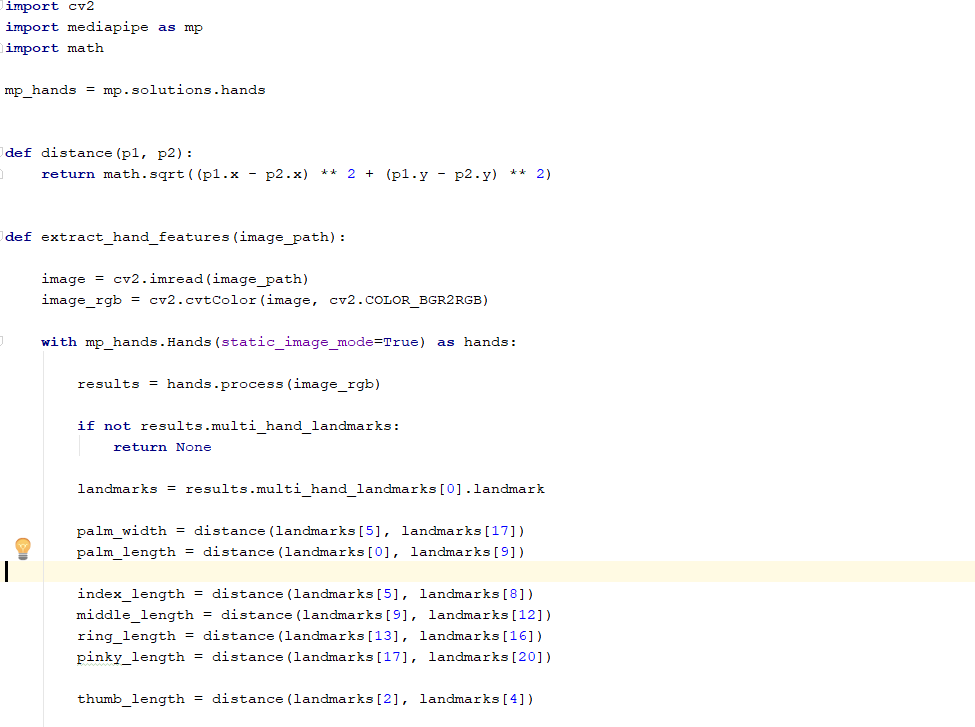 import cv2
import mediapipe as mp
import math
mp_hands = mp.solutions.hands
def distance(p1, p2):
    return math.sqrt((p1.x - p2.x) ** 2 + (p1.y - p2.y) ** 2)
def extract_hand_features(image_path):
    image = cv2.imread(image_path)
    image_rgb = cv2.cvtColor(image, cv2.COLOR_BGR2RGB)
    with mp_hands.Hands(static_image_mode=True) as hands:
        results = hands.process(image_rgb)
        if not results.multi_hand_landmarks:
            return None
        landmarks = results.multi_hand_landmarks[0].landmark
        palm_width = distance(landmarks[5], landmarks[17])
        palm_length = distance(landmarks[0], landmarks[9])
        index_length = distance(landmarks[5], landmarks[8])
        middle_length = distance(landmarks[9], landmarks[12])
        ring_length = distance(landmarks[13], landmarks[16])
        pinky_length = distance(landmarks[17], landmarks[20])
        thumb_length = distance(landmarks[2], landmarks[4])